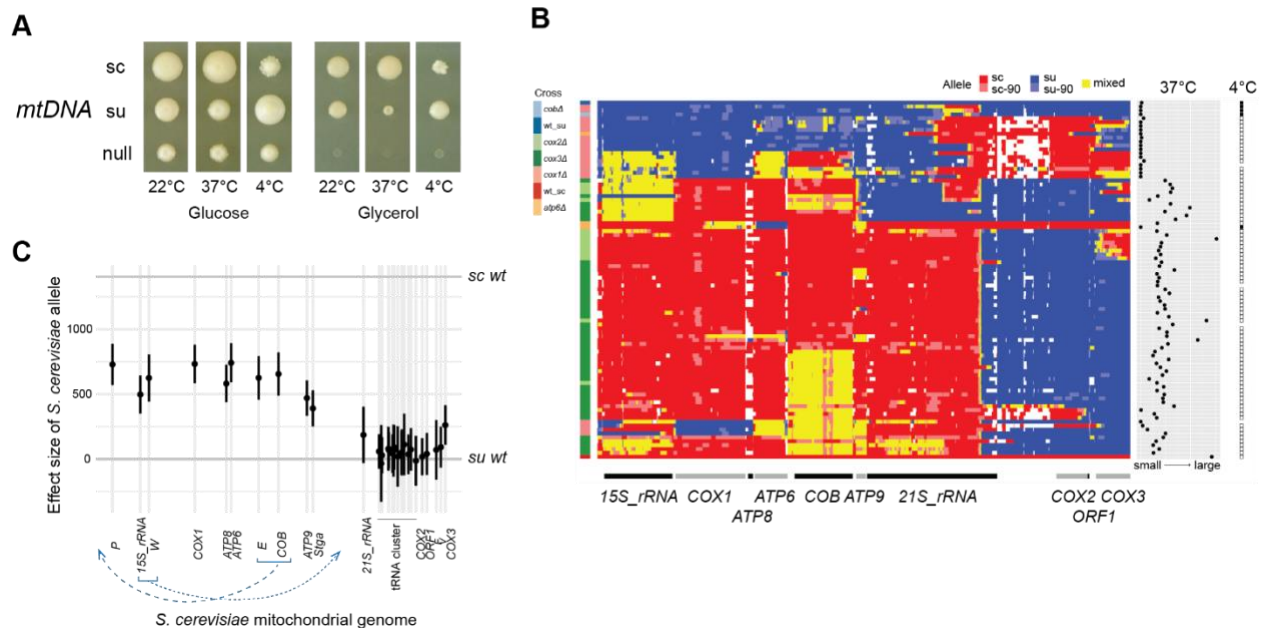 A
sc
mtDNA su
null
22°C 37°C 4°C 22°C 37°C 4°C
Glucose Glycerol
B
Allele sc su mixed
sc-90 su-90
37°C 4°C
Cross
cobΔ
wt_su
cox2Δ
cox3Δ
cox1Δ
wt_sc
atp6Δ
small large
15S_rRNA COX1 ATP6 COB ATP9 21S_rRNA COX2 COX3
ATP8 ORF1
C
Effect size of S. cerevisiae allele
sc wt
1000
500
0
su wt
P
15S_rRNA
W
COX1
ATP8
ATP6
E
COB
ATP9
Stga
21S_rRNA
tRNA cluster
COX2
ORF1
COX3
S. cerevisiae mitochondrial genome